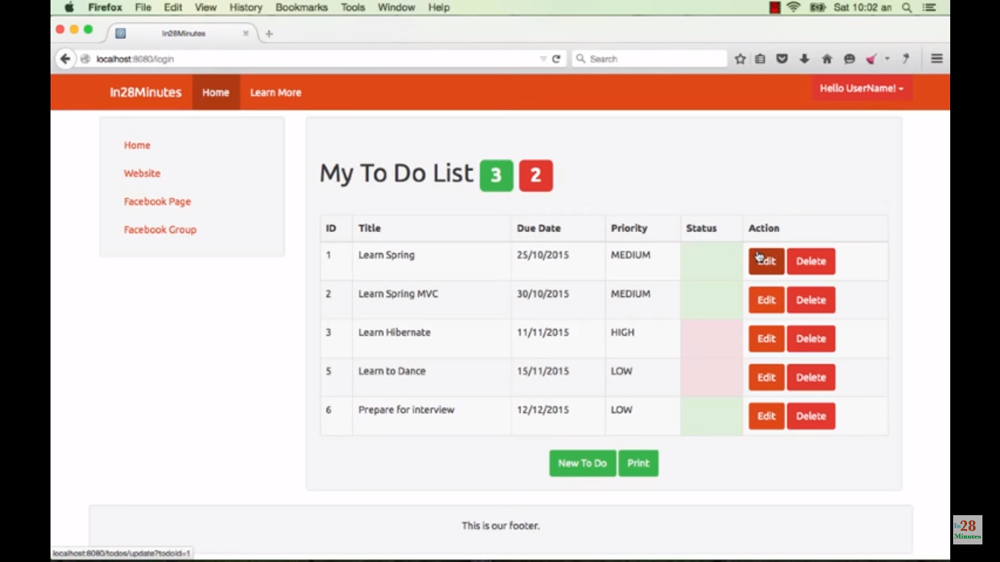 Firefox File Edit View History Bookmarks Tools Window Help Sat 10:02 an
In28Minutes
localhost:8080/login Search
In28Minutes Home Learn More Hello UserName!
Home
Website
Facebook Page
Facebook Group
My To Do List 3 2
ID Title Due Date Priority Status Action
1 Learn Spring 25/10/2015 MEDIUM Edit Delete
2 Learn Spring MVC 30/10/2015 MEDIUM Edit Delete
3 Learn Hibernate 11/11/2015 HIGH Edit Delete
5 Learn to Dance 15/11/2015 LOW Edit Delete
6 Prepare for interview 12/12/2015 LOW Edit Delete
New To Do Print
This is our footer.
localhost:8080/todos/update?todoId=1
In 28
Minutes